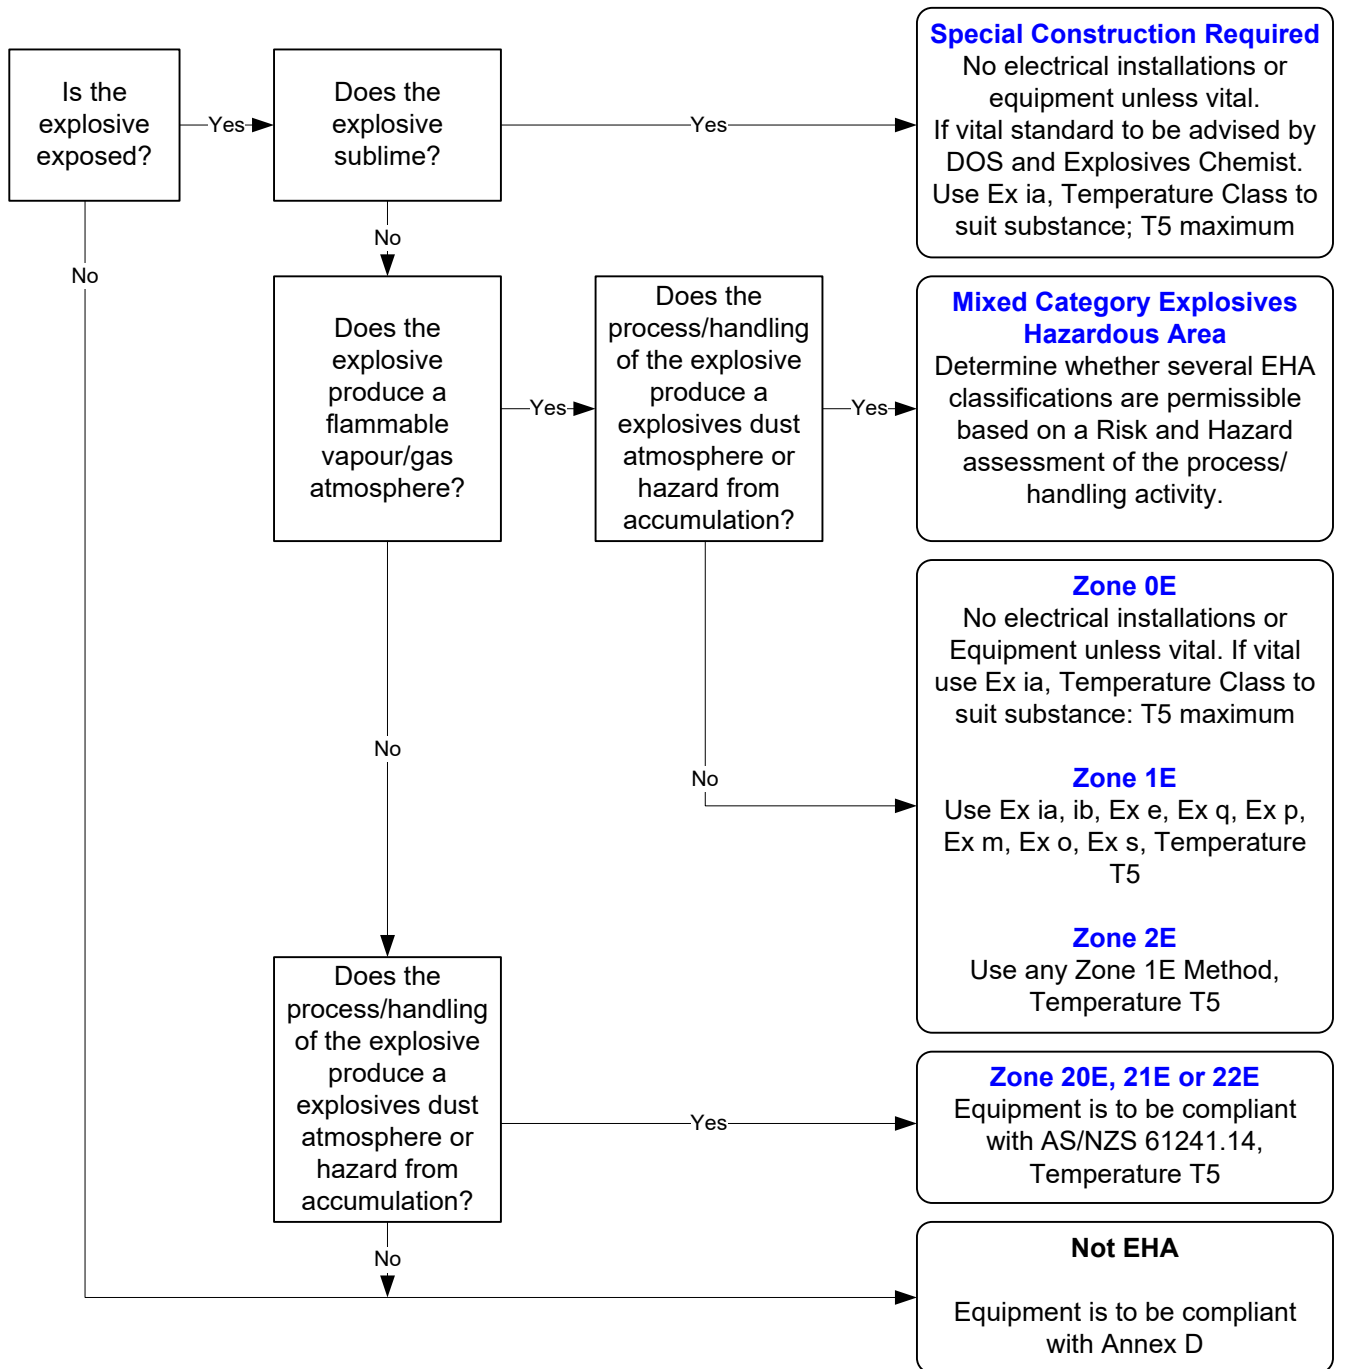 Is the
explosive
exposed?
Yes
Does the
explosive
sublime?
Yes
Special Construction Required
No electrical installations or
equipment unless vital.
If vital standard to be advised by
DOS and Explosives Chemist.
Use Ex ia, Temperature Class to
suit substance; T5 maximum
No
No
Does the
explosive
produce a
flammable
vapour/gas
atmosphere?
Yes
Does the
process/handling
of the explosive
produce a
explosives dust
atmosphere or
hazard from
accumulation?
Yes
Mixed Category Explosives
Hazardous Area
Determine whether several EHA
classifications are permissible
based on a Risk and Hazard
assessment of the process/
handling activity.
No
No
Zone 0E
No electrical installations or
Equipment unless vital. If vital
use Ex ia, Temperature Class to
suit substance: T5 maximum
Zone 1E
Use Ex ia, ib, Ex e, Ex q, Ex p,
Ex m, Ex o, Ex s, Temperature
T5
Zone 2E
Use any Zone 1E Method,
Temperature T5
Does the
process/handling
of the explosive
produce a
explosives dust
atmosphere or
hazard from
accumulation?
Yes
Zone 20E, 21E or 22E
Equipment is to be compliant
with AS/NZS 61241.14,
Temperature T5
No
Not EHA
Equipment is to be compliant
with Annex D